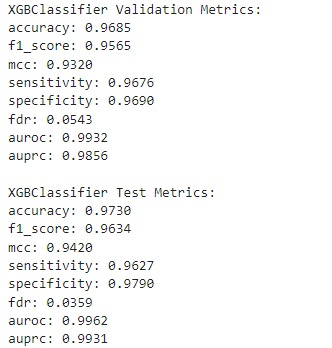 XGBClassifier Validation Metrics:
accuracy: 0.9685
f1_score: 0.9565
mcc: 0.9320
sensitivity: 0.9676
specificity: 0.9690
fdr: 0.0543
auroc: 0.9932
auprc: 0.9856
XGBClassifier Test Metrics:
accuracy: 0.9730
f1_score: 0.9634
mcc: 0.9420
sensitivity: 0.9627
specificity: 0.9790
fdr: 0.0359
auroc: 0.9962
auprc: 0.9931